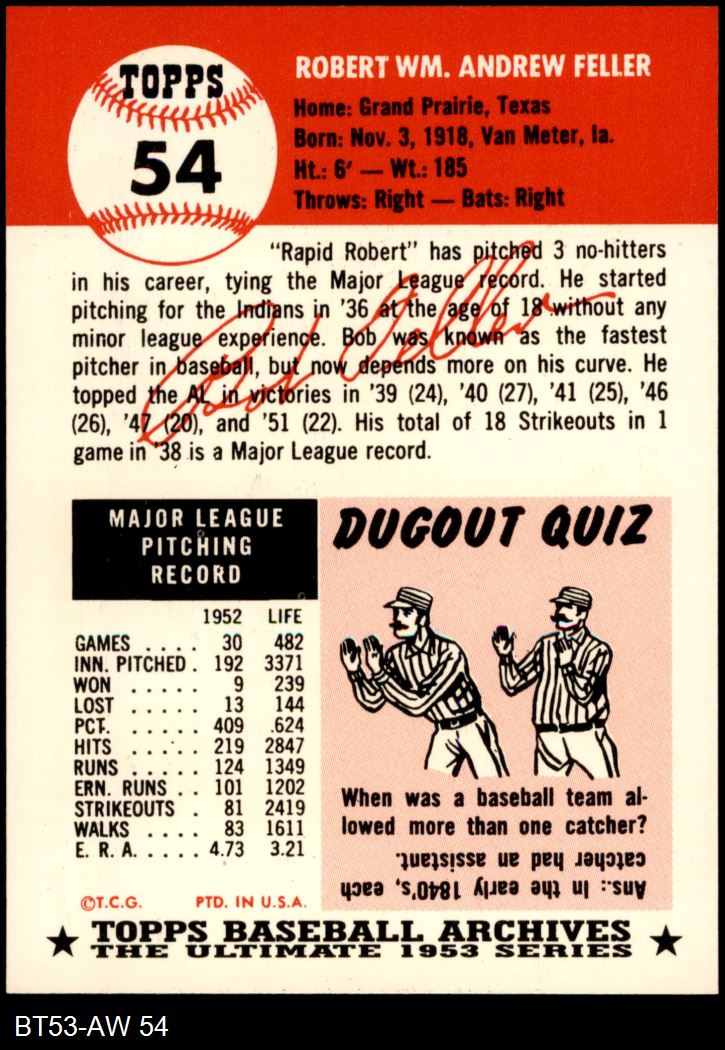 TOPPS
54
ROBERT WM. ANDREW FELLER
Home: Grand Prairie, Texas
Born: Nov. 3, 1918, Van Meter, Ia.
Ht.: 6' — Wt.: 185
Throws: Right — Bats: Right
"Rapid Robert" has pitched 3 no-hitters
in his career, tying the Major League record. He started
pitching for the Indians in '36 at the age of 18 without any
minor league experience. Bob was known as the fastest
pitcher in baseball, but now depends more on his curve. He
topped the AL in victories in '39 (24), '40 (27), '41 (25), '46
(26), '47 (20), and '51 (22). His total of 18 Strikeouts in 1
game in '38 is a Major League record.
Bob Feller
MAJOR LEAGUE
PITCHING
RECORD
1952 LIFE
GAMES .... 30 482
INN. PITCHED . 192 3371
WON ..... 9 239
LOST ..... 13 144
PCT. ..... 409 .624
HITS ..... 219 2847
RUNS ..... 124 1349
ERN. RUNS .. 101 1202
STRIKEOUTS . 81 2419
WALKS .... 83 1611
E. R. A. ..... 4.73 3.21
©T.C.G. PTD. IN U.S.A.
DUGOUT QUIZ
When was a baseball team al-
lowed more than one catcher?
Ans.: In the early 1840's, each
catcher had an assistant.
★ TOPPS BASEBALL ARCHIVES ★
THE ULTIMATE 1953 SERIES
BT53-AW 54